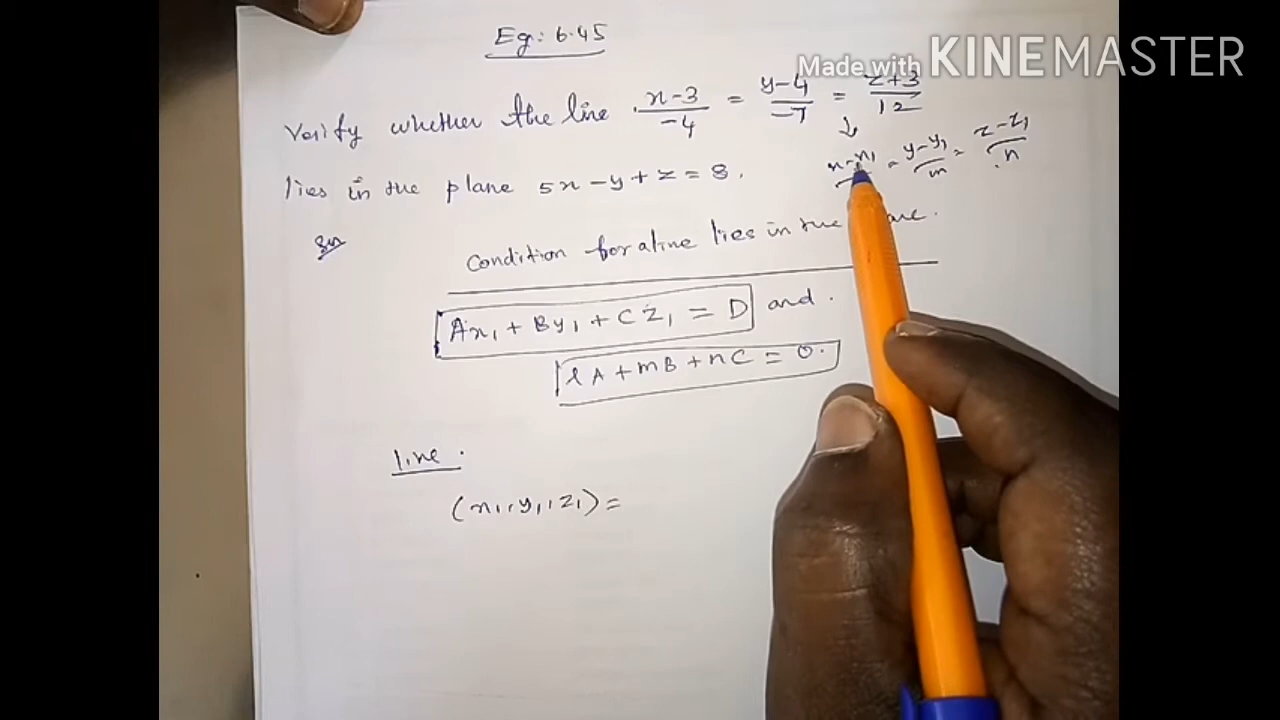 Made with KINEMASTER
Eg: 6.45
Verify whether the line x-3/-4 = y-4/-7 = z+3/12
lies in the plane 5x-y+z=8.
x-x1 = y-y1/m = z-z1/n
Soln
Condition for a line lies in the
Ax1 + By1 + Cz1 = D and.
lA + mB + nC = 0.
line.
(x1, y1, z1) =